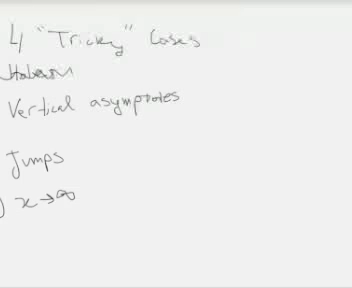 4 "Tricky" Cases
Vertical asymptotes
Jumps
) x→∞